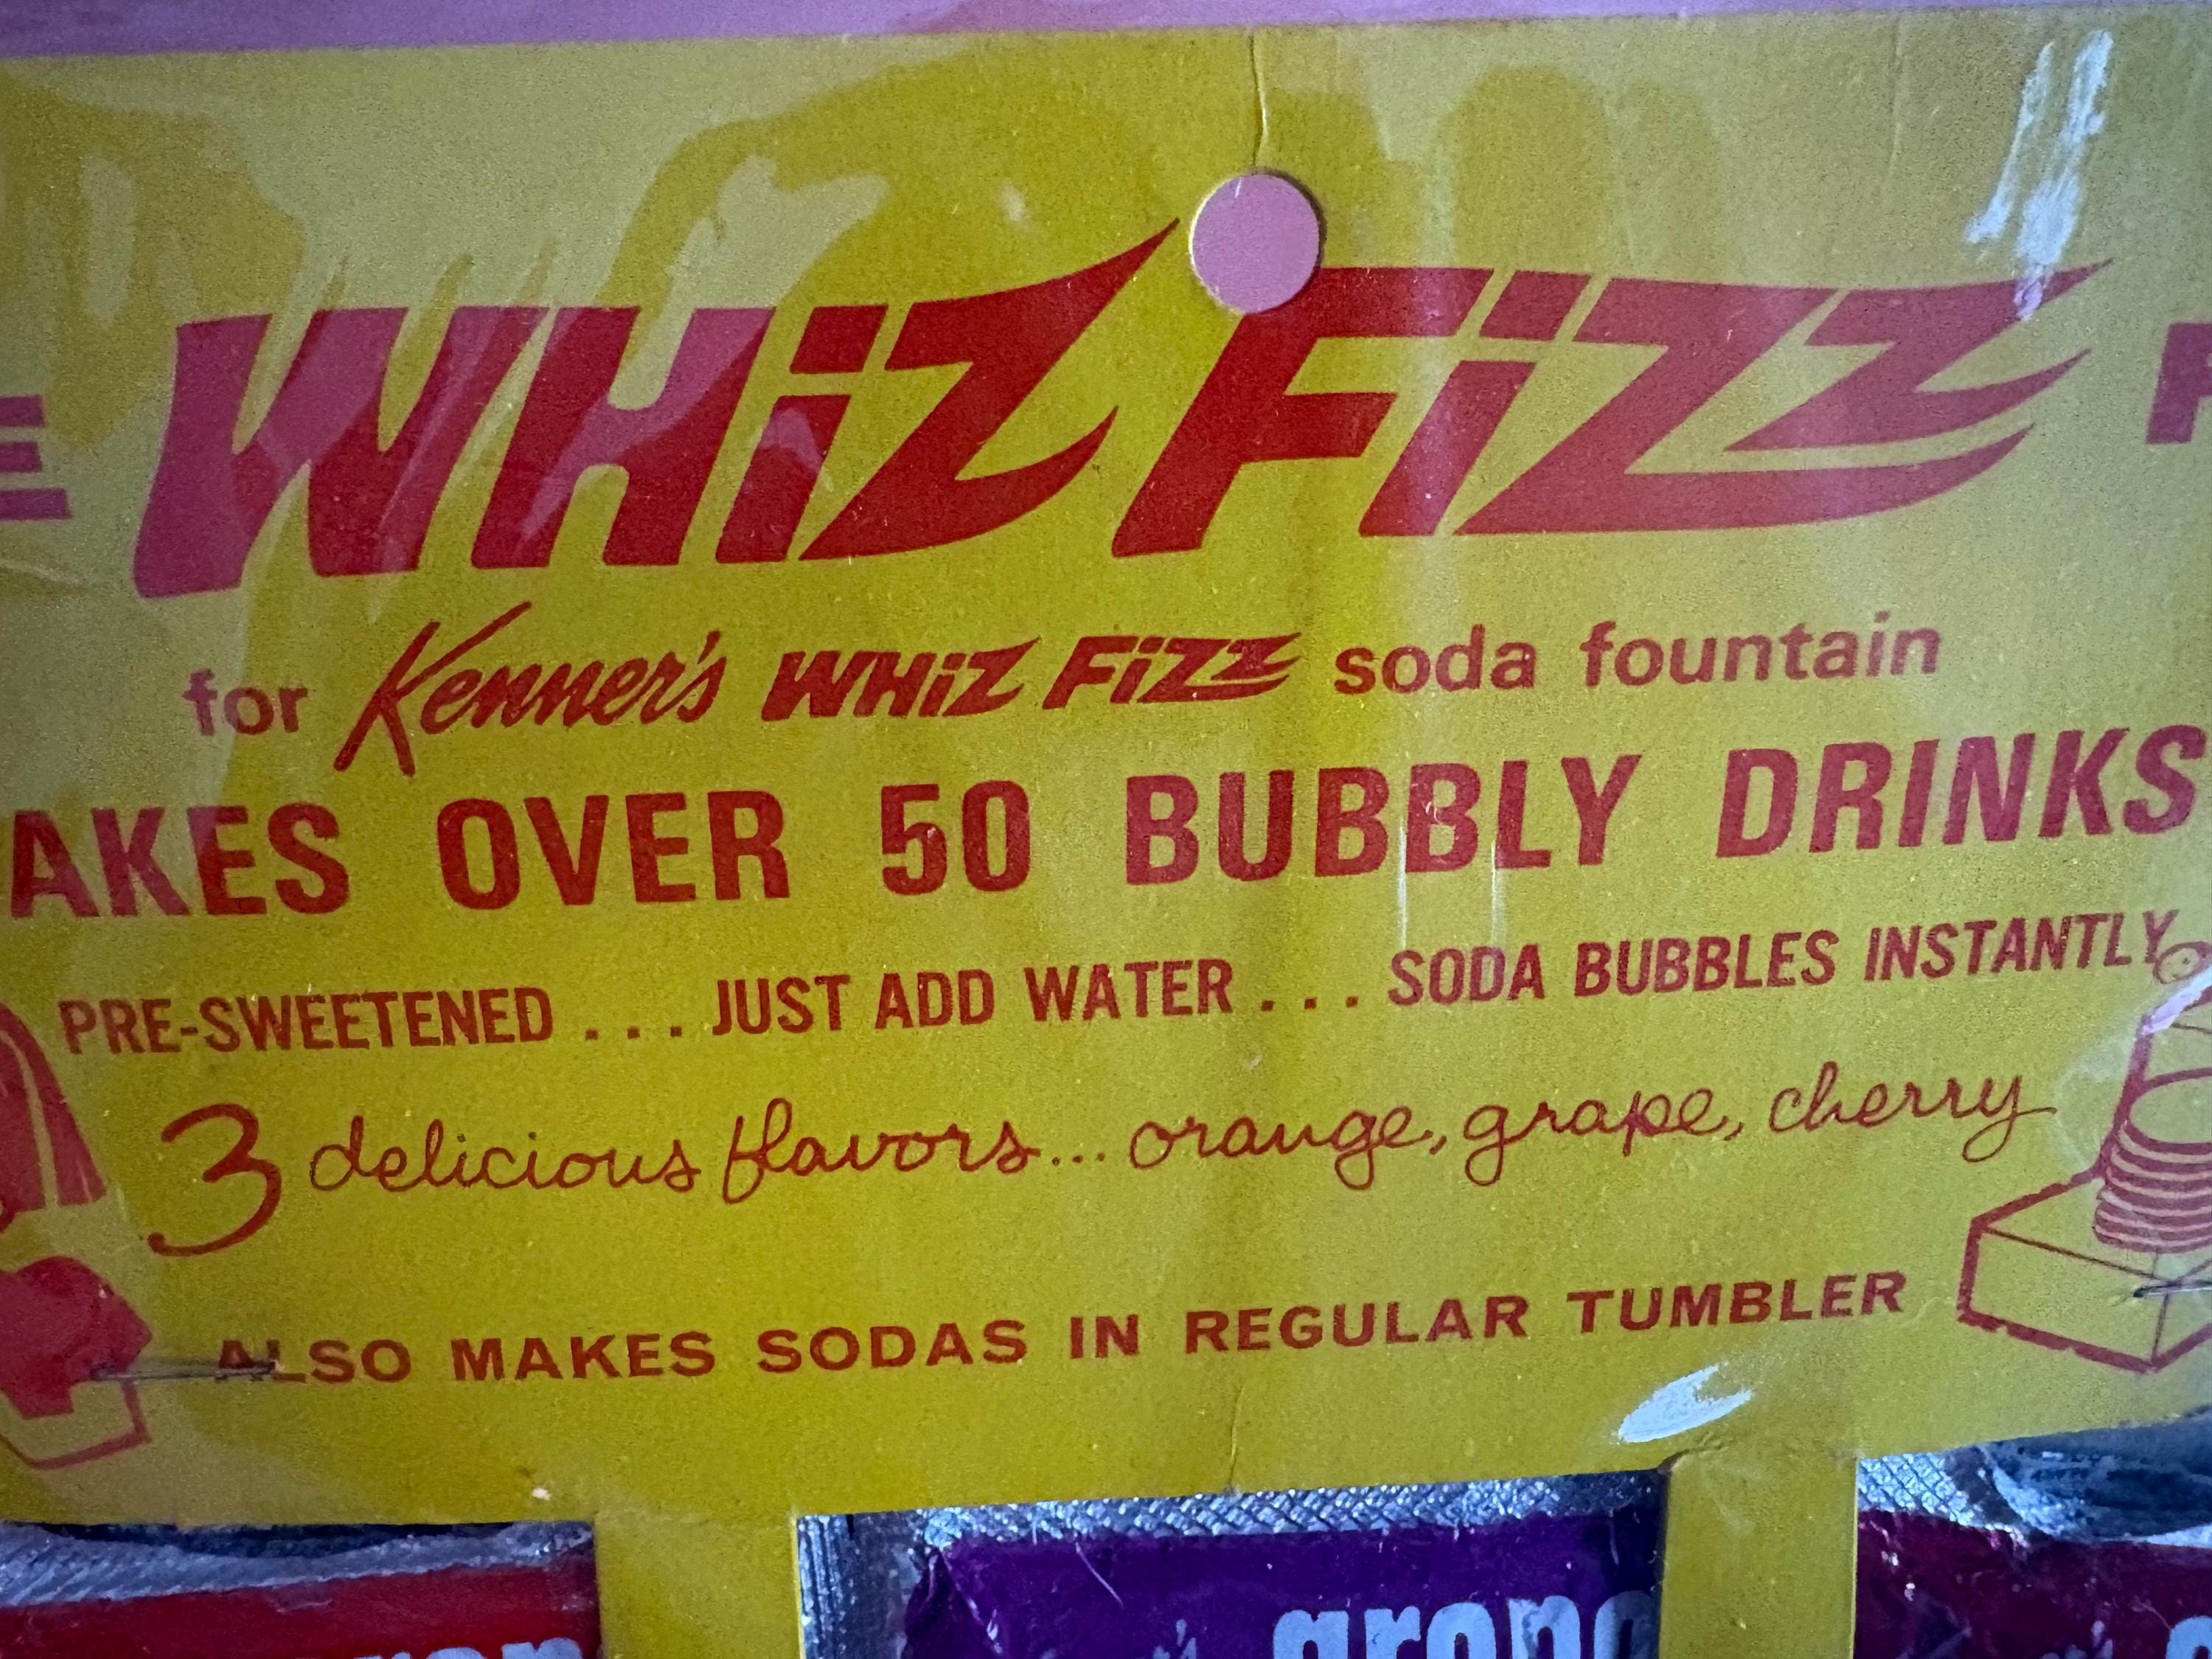 WHiZ FiZZ
for Kenner's WHiZ FiZZ soda fountain
AKES OVER 50 BUBBLY DRINKS
PRE-SWEETENED . . . JUST ADD WATER . . . SODA BUBBLES INSTANTLY
3 delicious flavors... orange, grape, cherry
ALSO MAKES SODAS IN REGULAR TUMBLER
grape